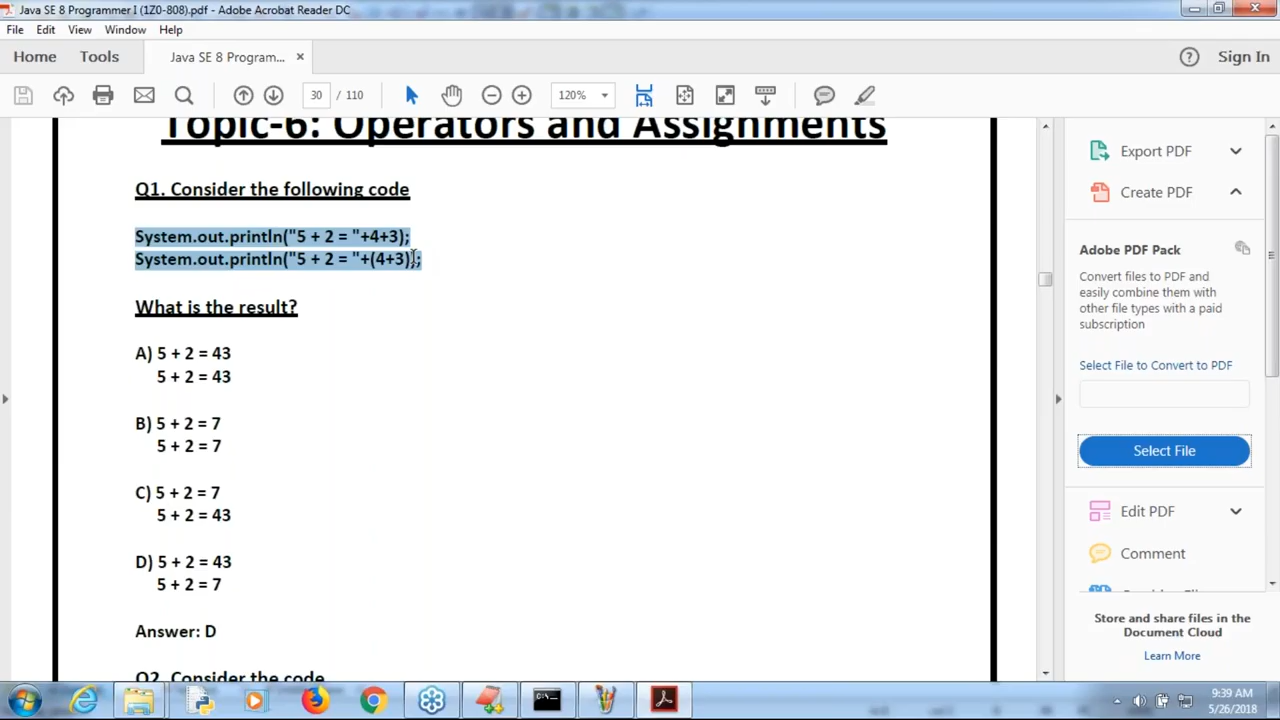 Java SE 8 Programmer I (1Z0-808).pdf - Adobe Acrobat Reader DC
File Edit View Window Help
Home Tools Java SE 8 Program... × Sign In
30 / 110 120%
Topic-6: Operators and Assignments
Q1. Consider the following code
System.out.println("5 + 2 = "+4+3);
System.out.println("5 + 2 = "+(4+3));
What is the result?
A) 5 + 2 = 43
5 + 2 = 43
B) 5 + 2 = 7
5 + 2 = 7
C) 5 + 2 = 7
5 + 2 = 43
D) 5 + 2 = 43
5 + 2 = 7
Answer: D
Q2. Consider the code
Export PDF
Create PDF
Adobe PDF Pack
Convert files to PDF and
easily combine them with
other file types with a paid
subscription
Select File to Convert to PDF
Select File
Edit PDF
Comment
Store and share files in the
Document Cloud
Learn More
9:39 AM
5/26/2018